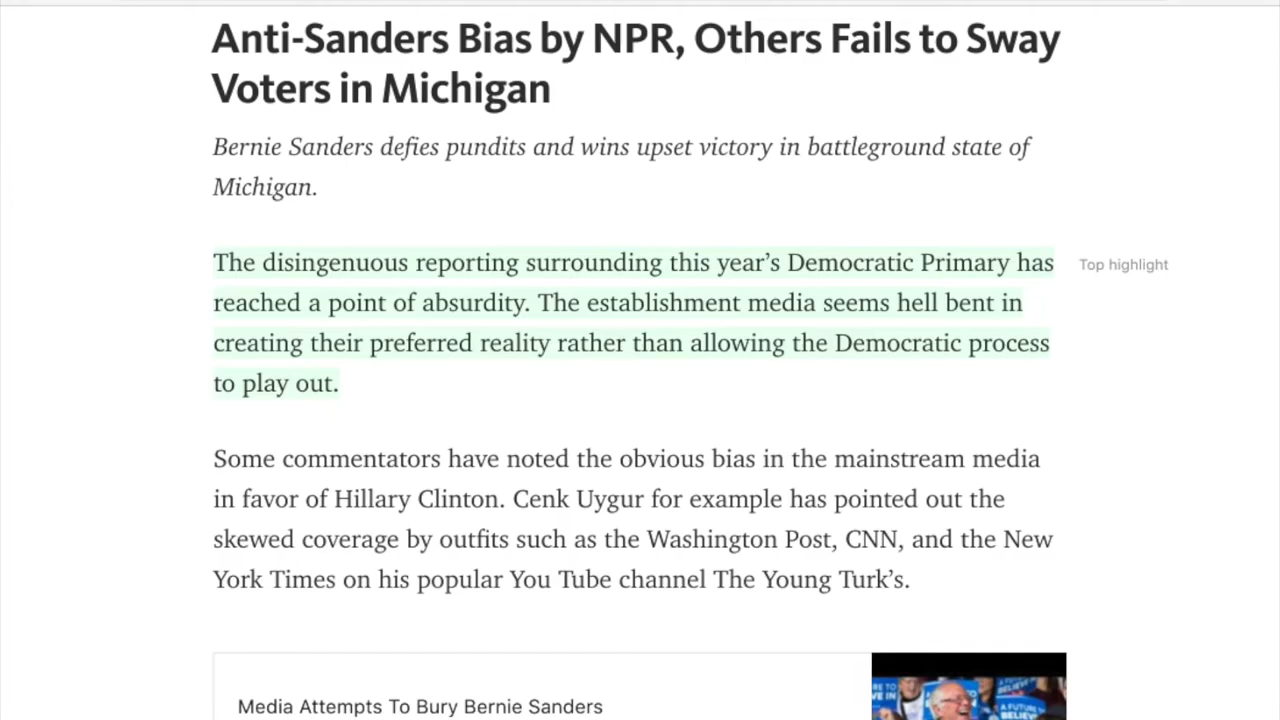 Anti-Sanders Bias by NPR, Others Fails to Sway
Voters in Michigan
Bernie Sanders defies pundits and wins upset victory in battleground state of
Michigan.
The disingenuous reporting surrounding this year’s Democratic Primary has
Top highlight
reached a point of absurdity. The establishment media seems hell bent in
creating their preferred reality rather than allowing the Democratic process
to play out.
Some commentators have noted the obvious bias in the mainstream media
in favor of Hillary Clinton. Cenk Uygur for example has pointed out the
skewed coverage by outfits such as the Washington Post, CNN, and the New
York Times on his popular You Tube channel The Young Turk’s.
Media Attempts To Bury Bernie Sanders
A FUTURE
BELIEVE